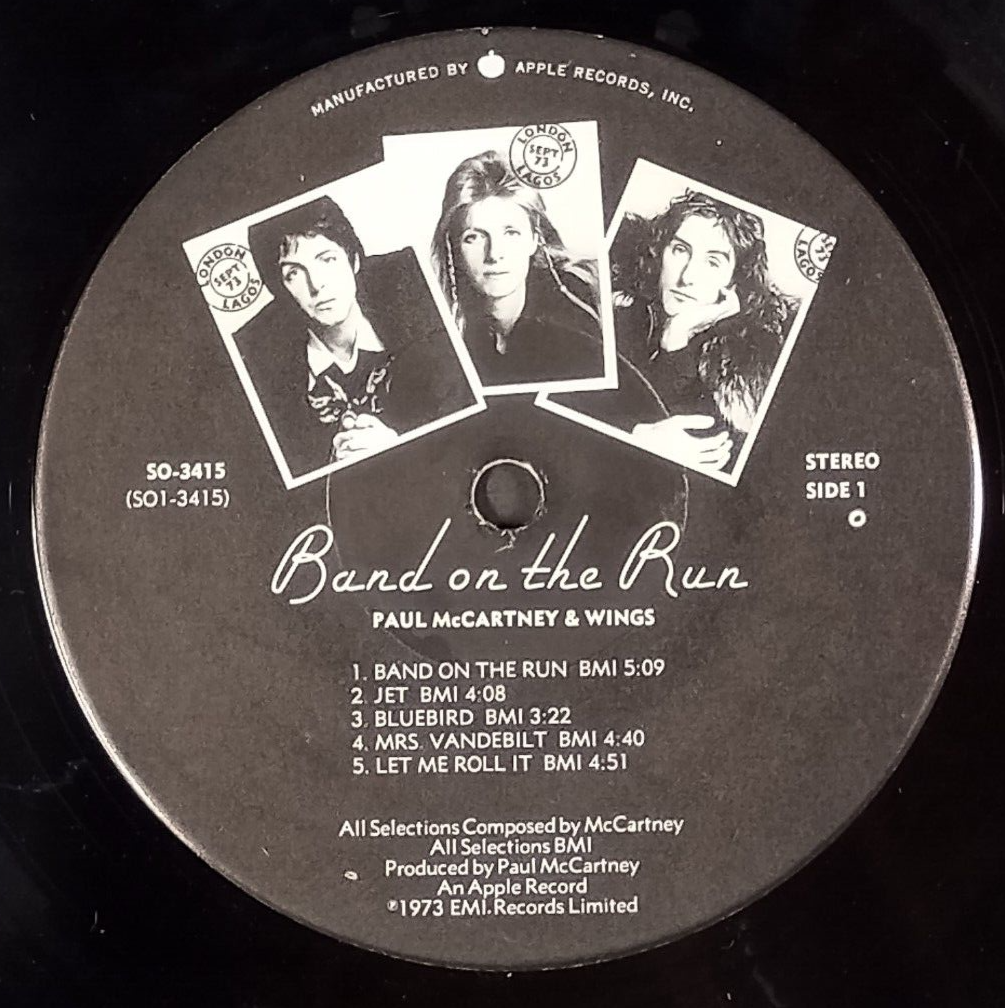 MANUFACTURED BY APPLE RECORDS, INC.
LONDON
SEPT
73
LAGOS
LONDON
SEPT
73
LAGOS
LONDON
73
LAGOS
SO-3415
(SO1-3415)
STEREO
SIDE 1
Band on the Run
PAUL McCARTNEY & WINGS
1. BAND ON THE RUN BMI 5:09
2. JET BMI 4:08
3. BLUEBIRD BMI 3:22
4. MRS. VANDEBILT BMI 4:40
5. LET ME ROLL IT BMI 4:51
All Selections Composed by McCartney
All Selections BMI
Produced by Paul McCartney
An Apple Record
℗1973 EMI Records Limited